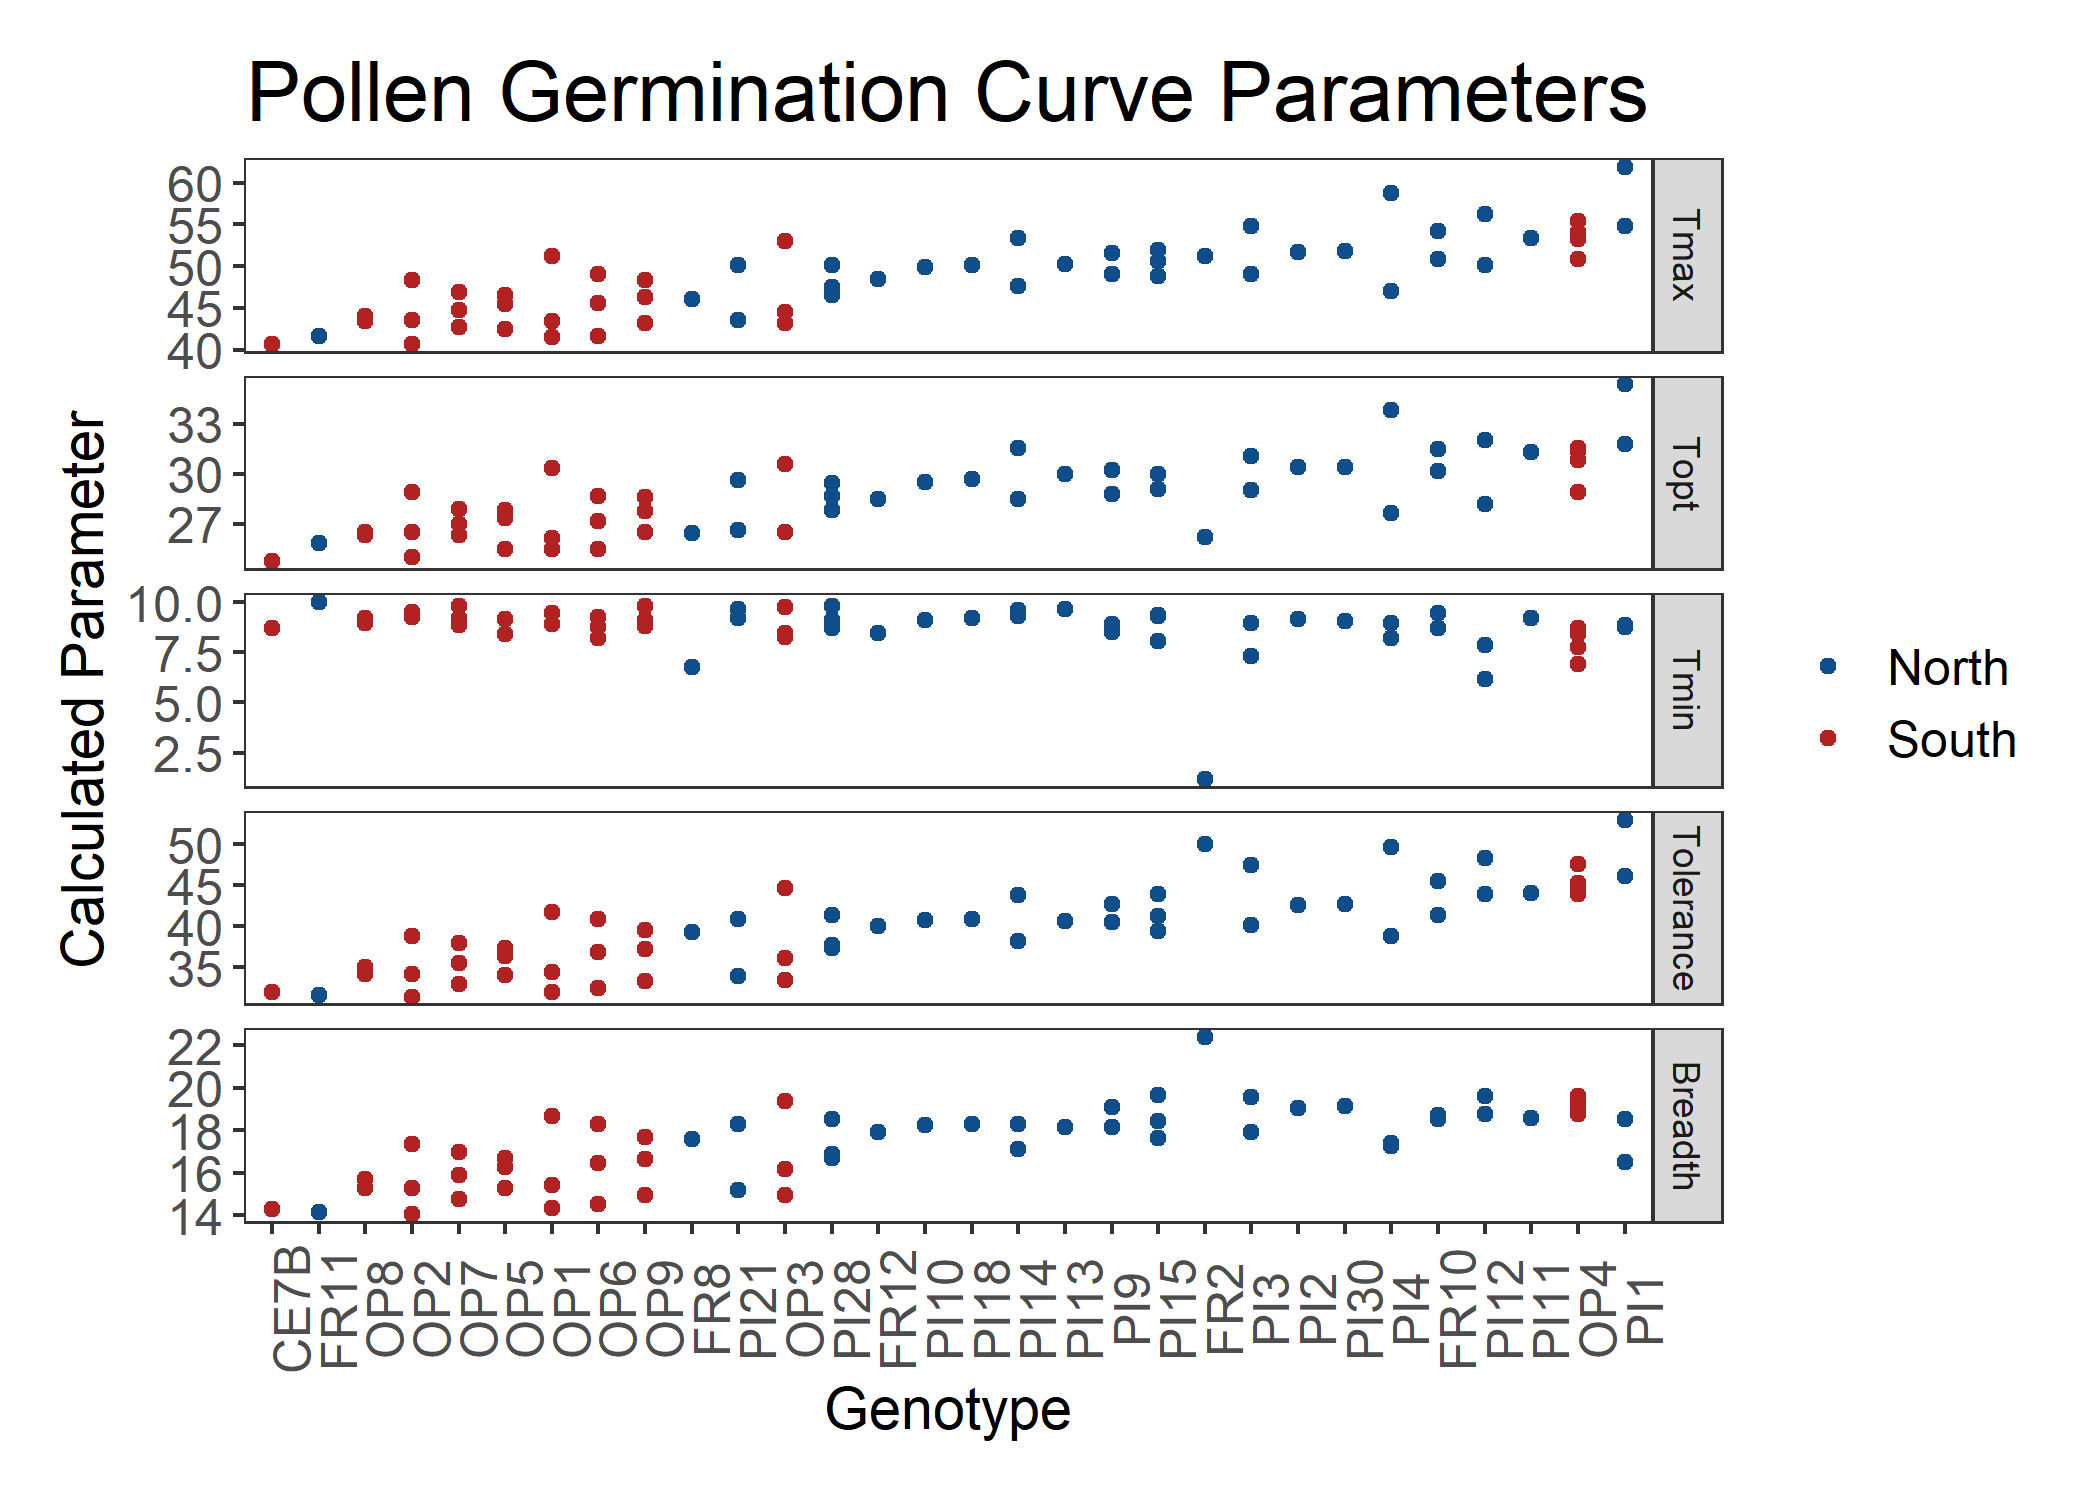 Pollen Germination Curve Parameters
Calculated Parameter
60
55
50
45
40
Tmax
33
30
27
Topt
10.0
7.5
5.0
2.5
Tmin
50
45
40
35
Tolerance
22
20
18
16
14
Breadth
North
South
CE7B
FR11
OP8
OP2
OP7
OP5
OP1
OP6
OP9
FR8
PI21
OP3
PI28
FR12
PI10
PI18
PI14
PI13
PI9
PI15
FR2
PI3
PI2
PI30
PI4
FR10
PI12
PI11
OP4
PI1
Genotype